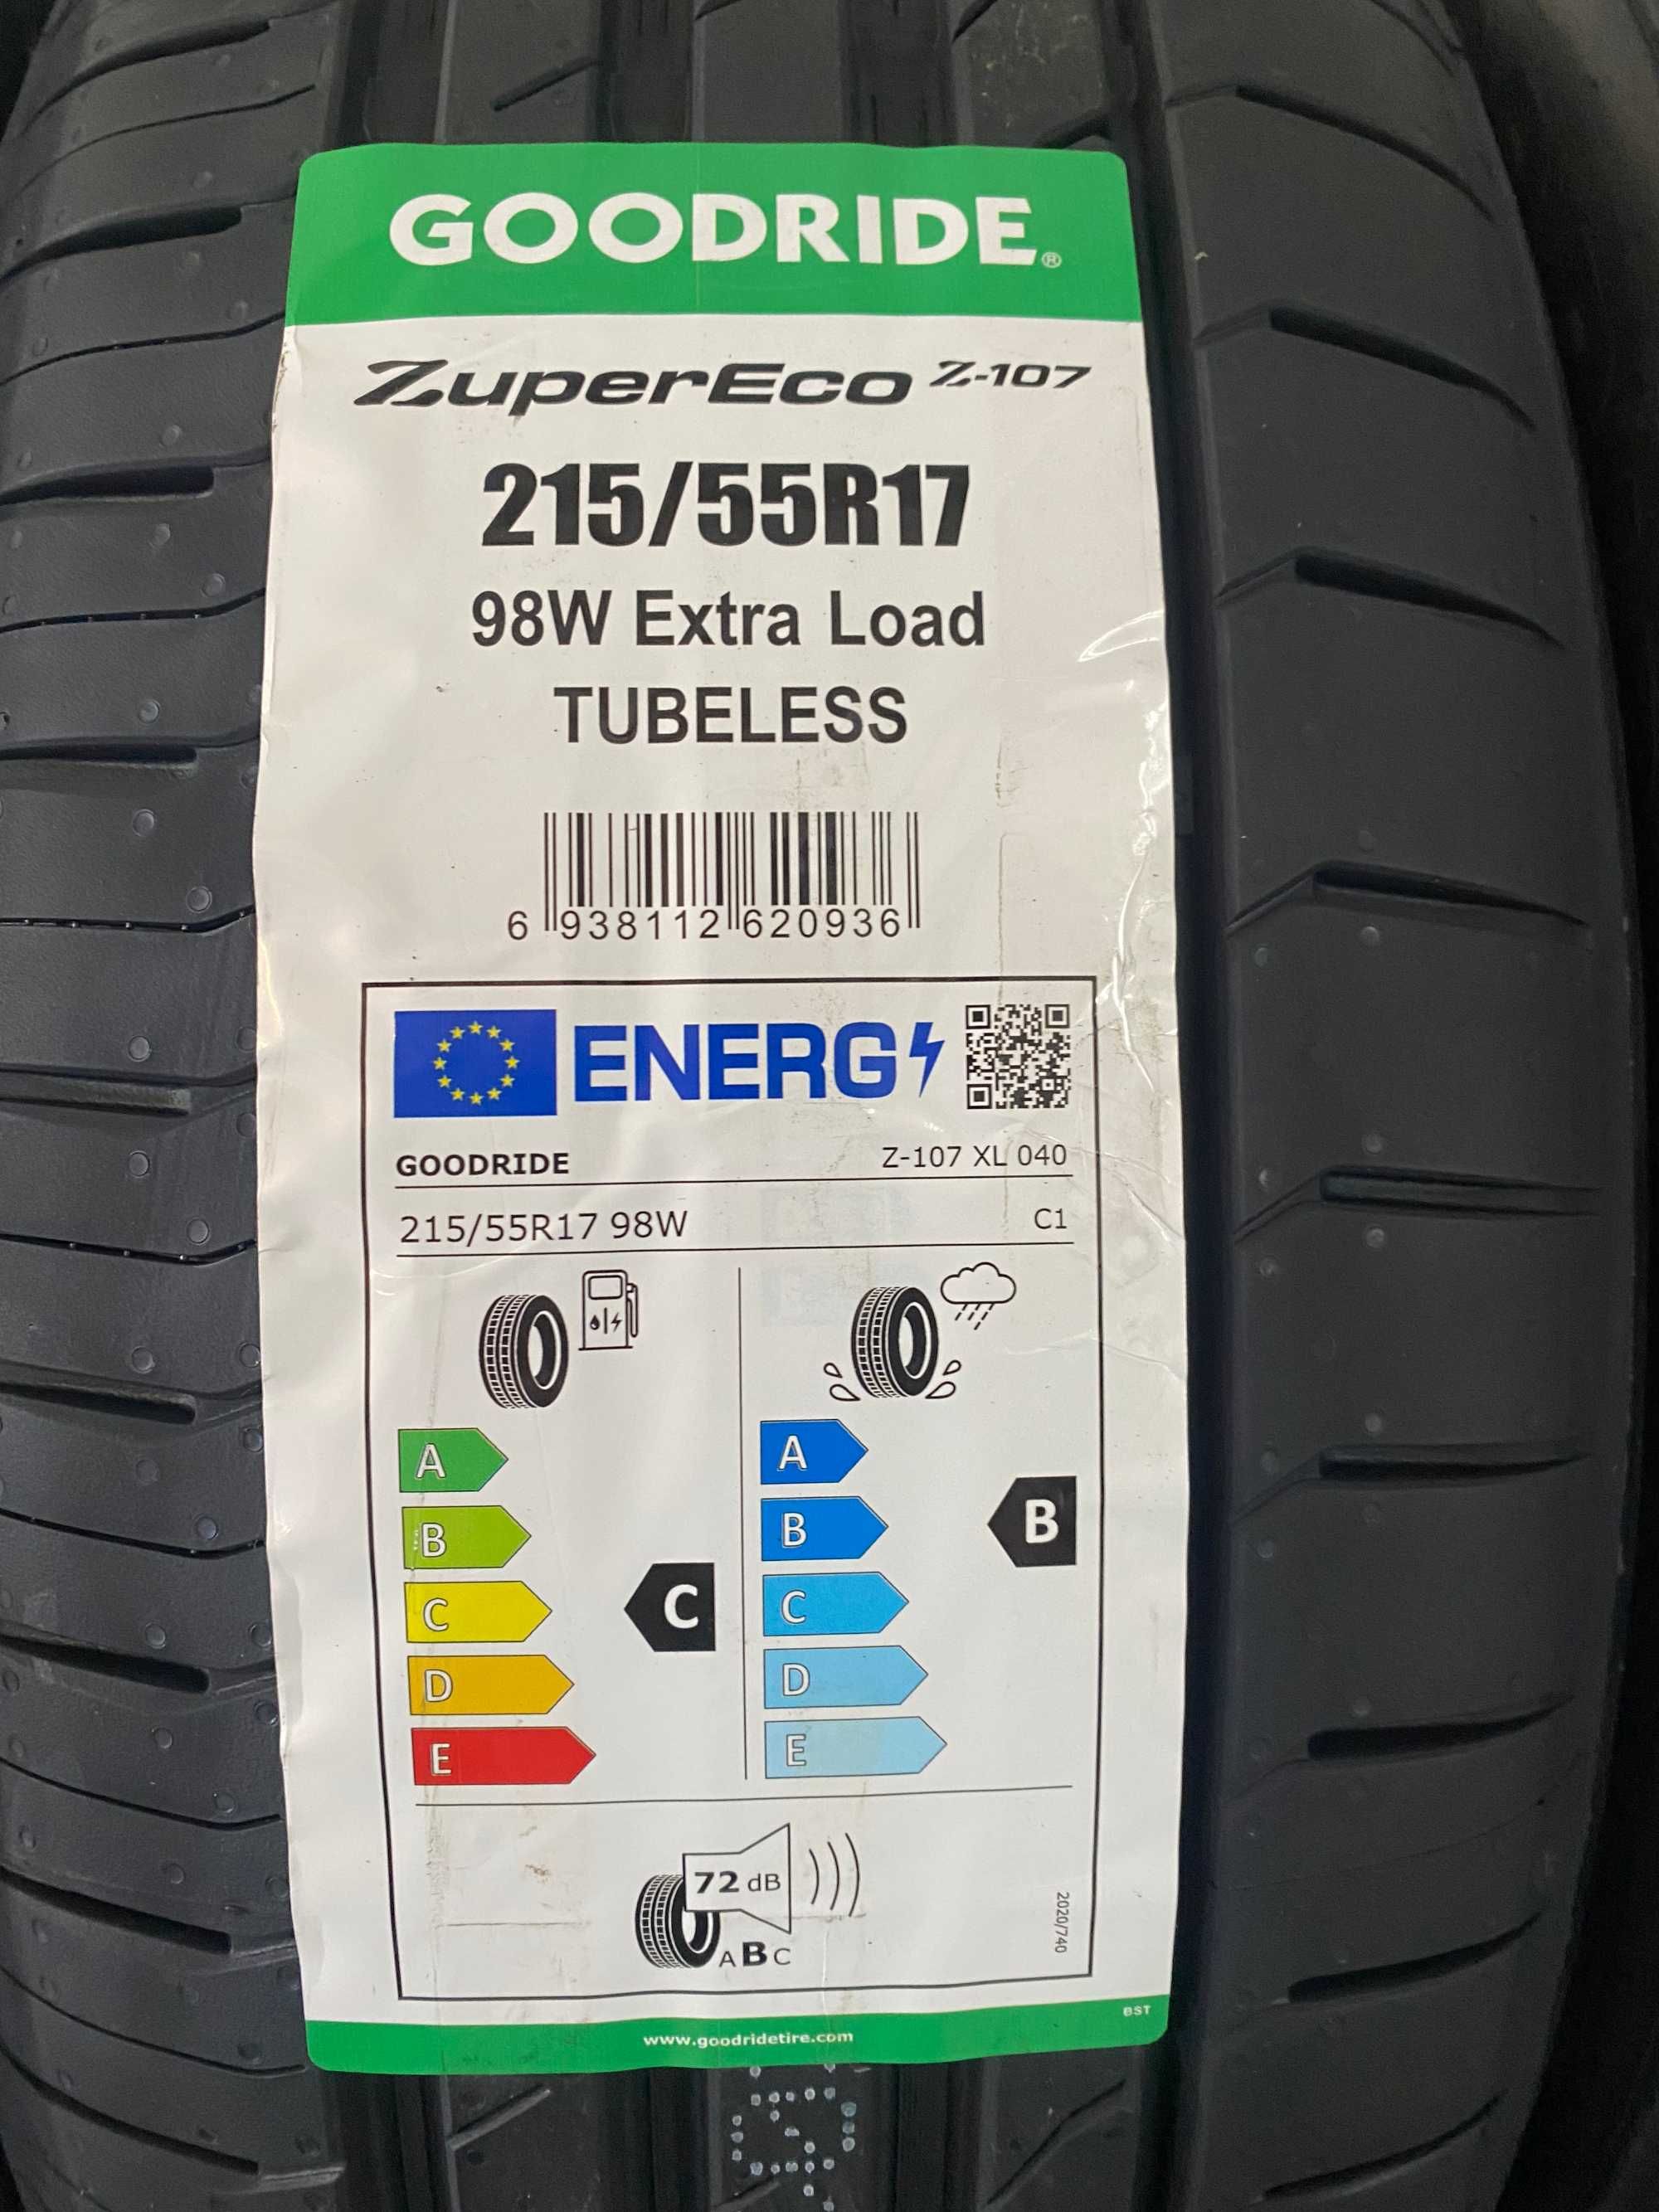 GOODRIDE®
ZuperEco Z-107
215/55R17
98W Extra Load
TUBELESS
6 938112 620936
ENERG
GOODRIDE Z-107 XL 040
215/55R17 98W C1
A A
B B B
C C C
D D
E E
72 dB
ABC
2020/740
BST
www.goodridetire.com